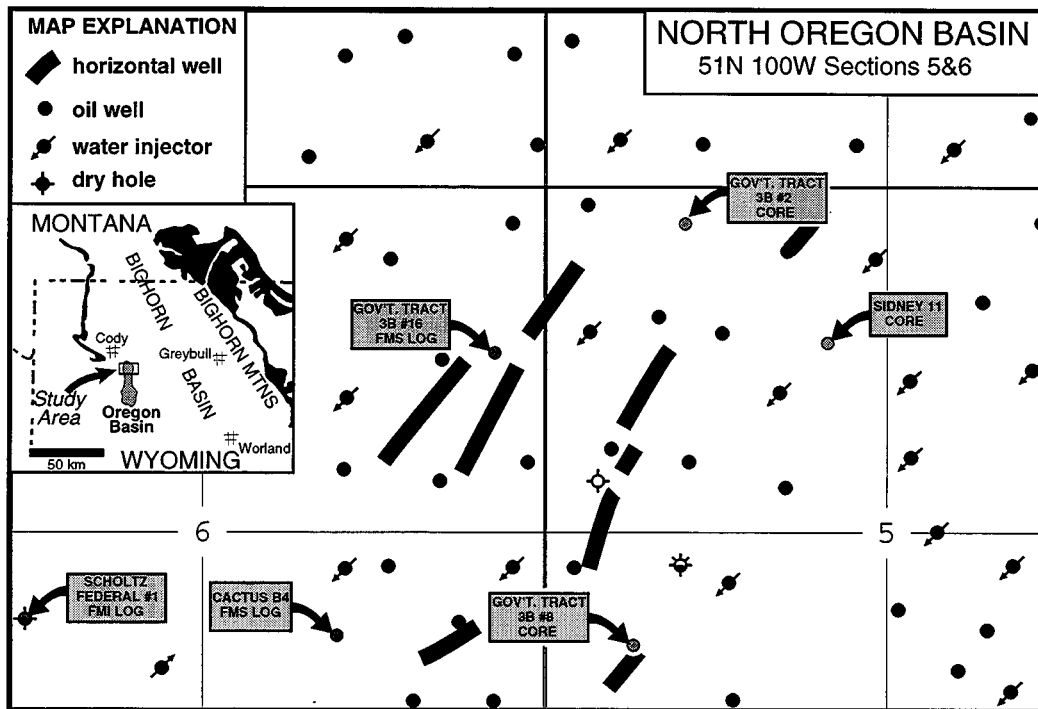 MAP EXPLANATION
horizontal well
oil well
water injector
dry hole
NORTH OREGON BASIN
51N 100W Sections 5&6
GOV'T. TRACT
3B #2
CORE
GOV'T. TRACT
3B #16
FMS LOG
SIDNEY 11
CORE
MONTANA
BIGHORN
BASIN
BIGHORN MTNS
Cody
Greybull
Study
Area
Oregon
Basin
Worland
50 km
WYOMING
6
5
SCHOLTZ
FEDERAL #1
FMI LOG
CACTUS B4
FMS LOG
GOV'T. TRACT
3B #8
CORE